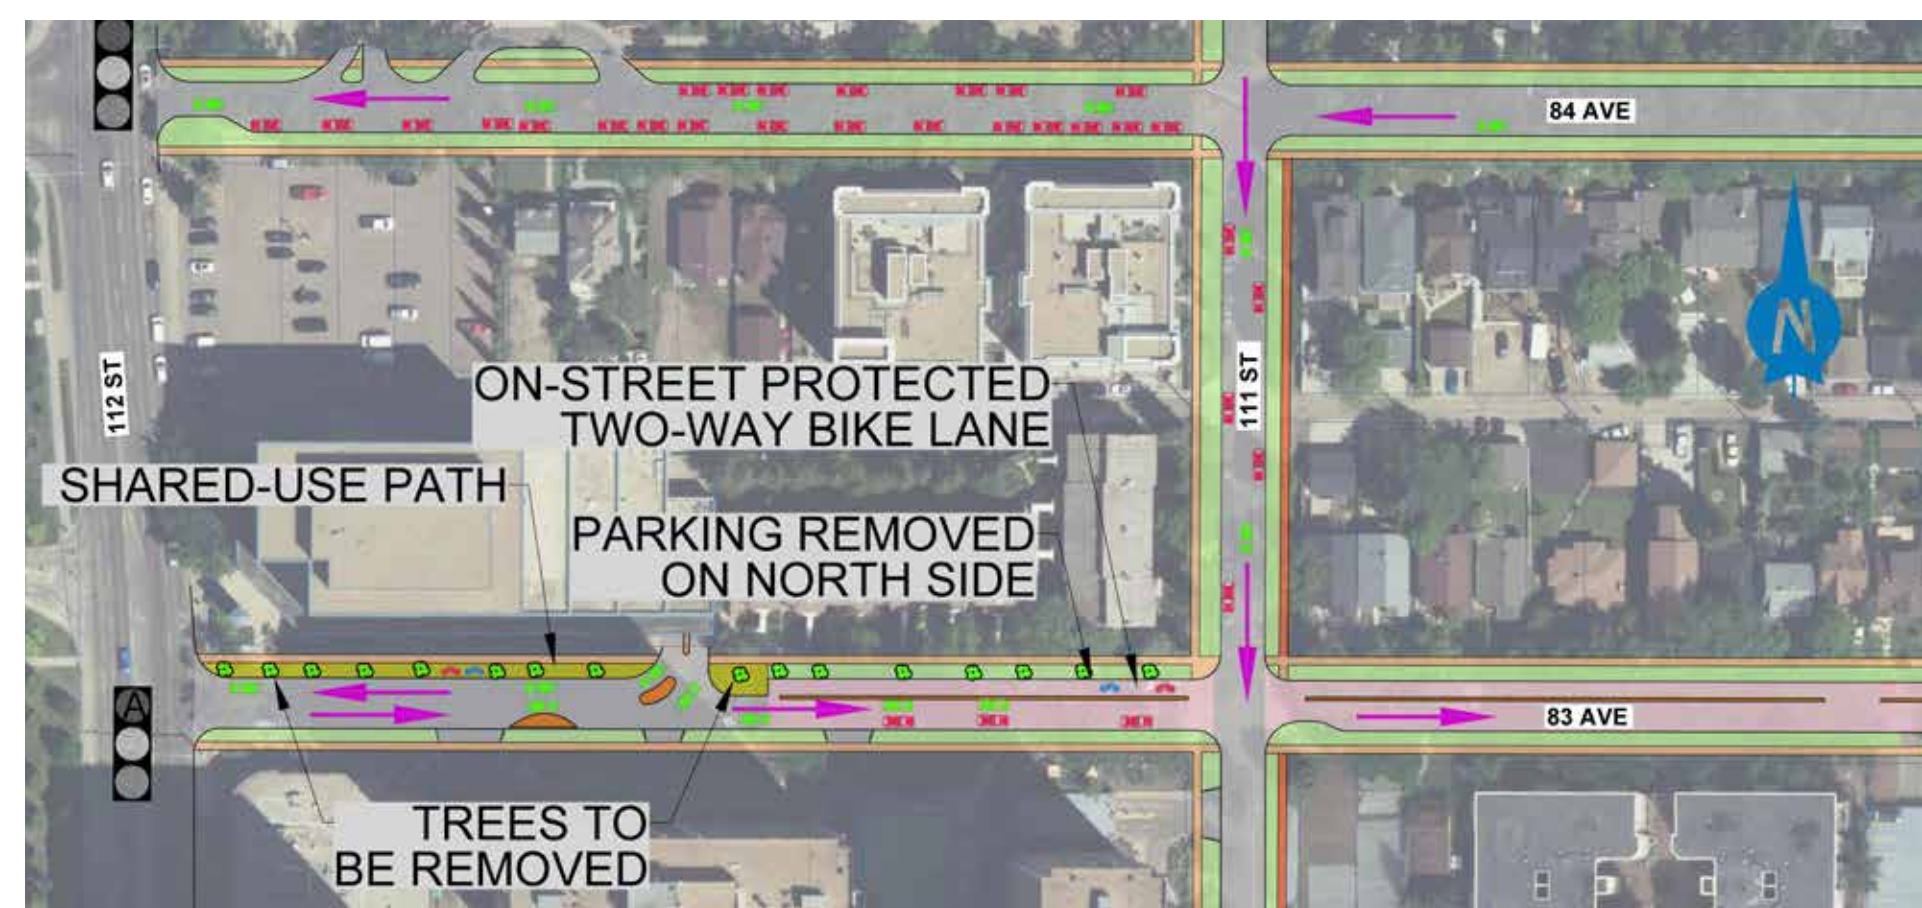 84 AVE
ON-STREET PROTECTED
TWO-WAY BIKE LANE
112 ST
111 ST
N
SHARED-USE PATH
PARKING REMOVED
ON NORTH SIDE
A
83 AVE
TREES TO
BE REMOVED